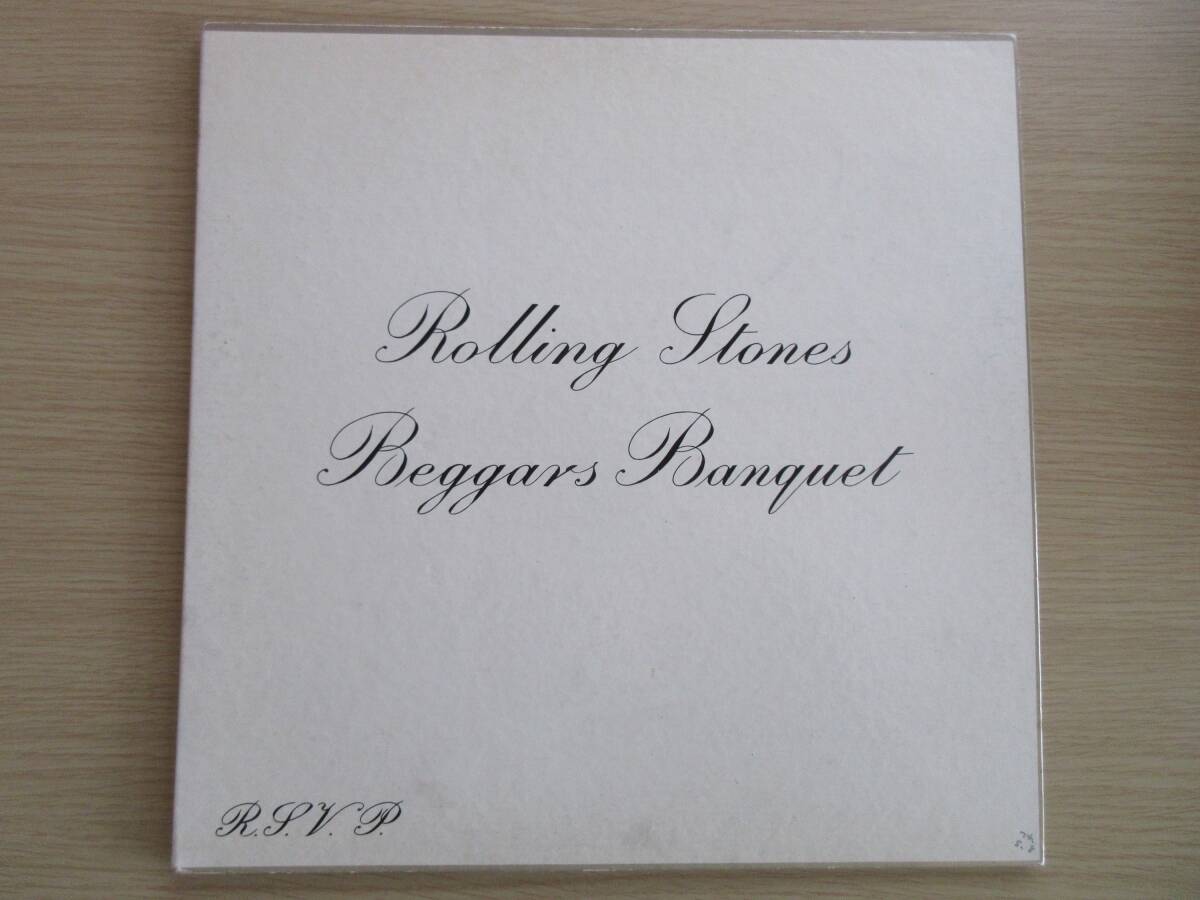 Rolling Stones
Beggars Banquet
R.S.V.P.